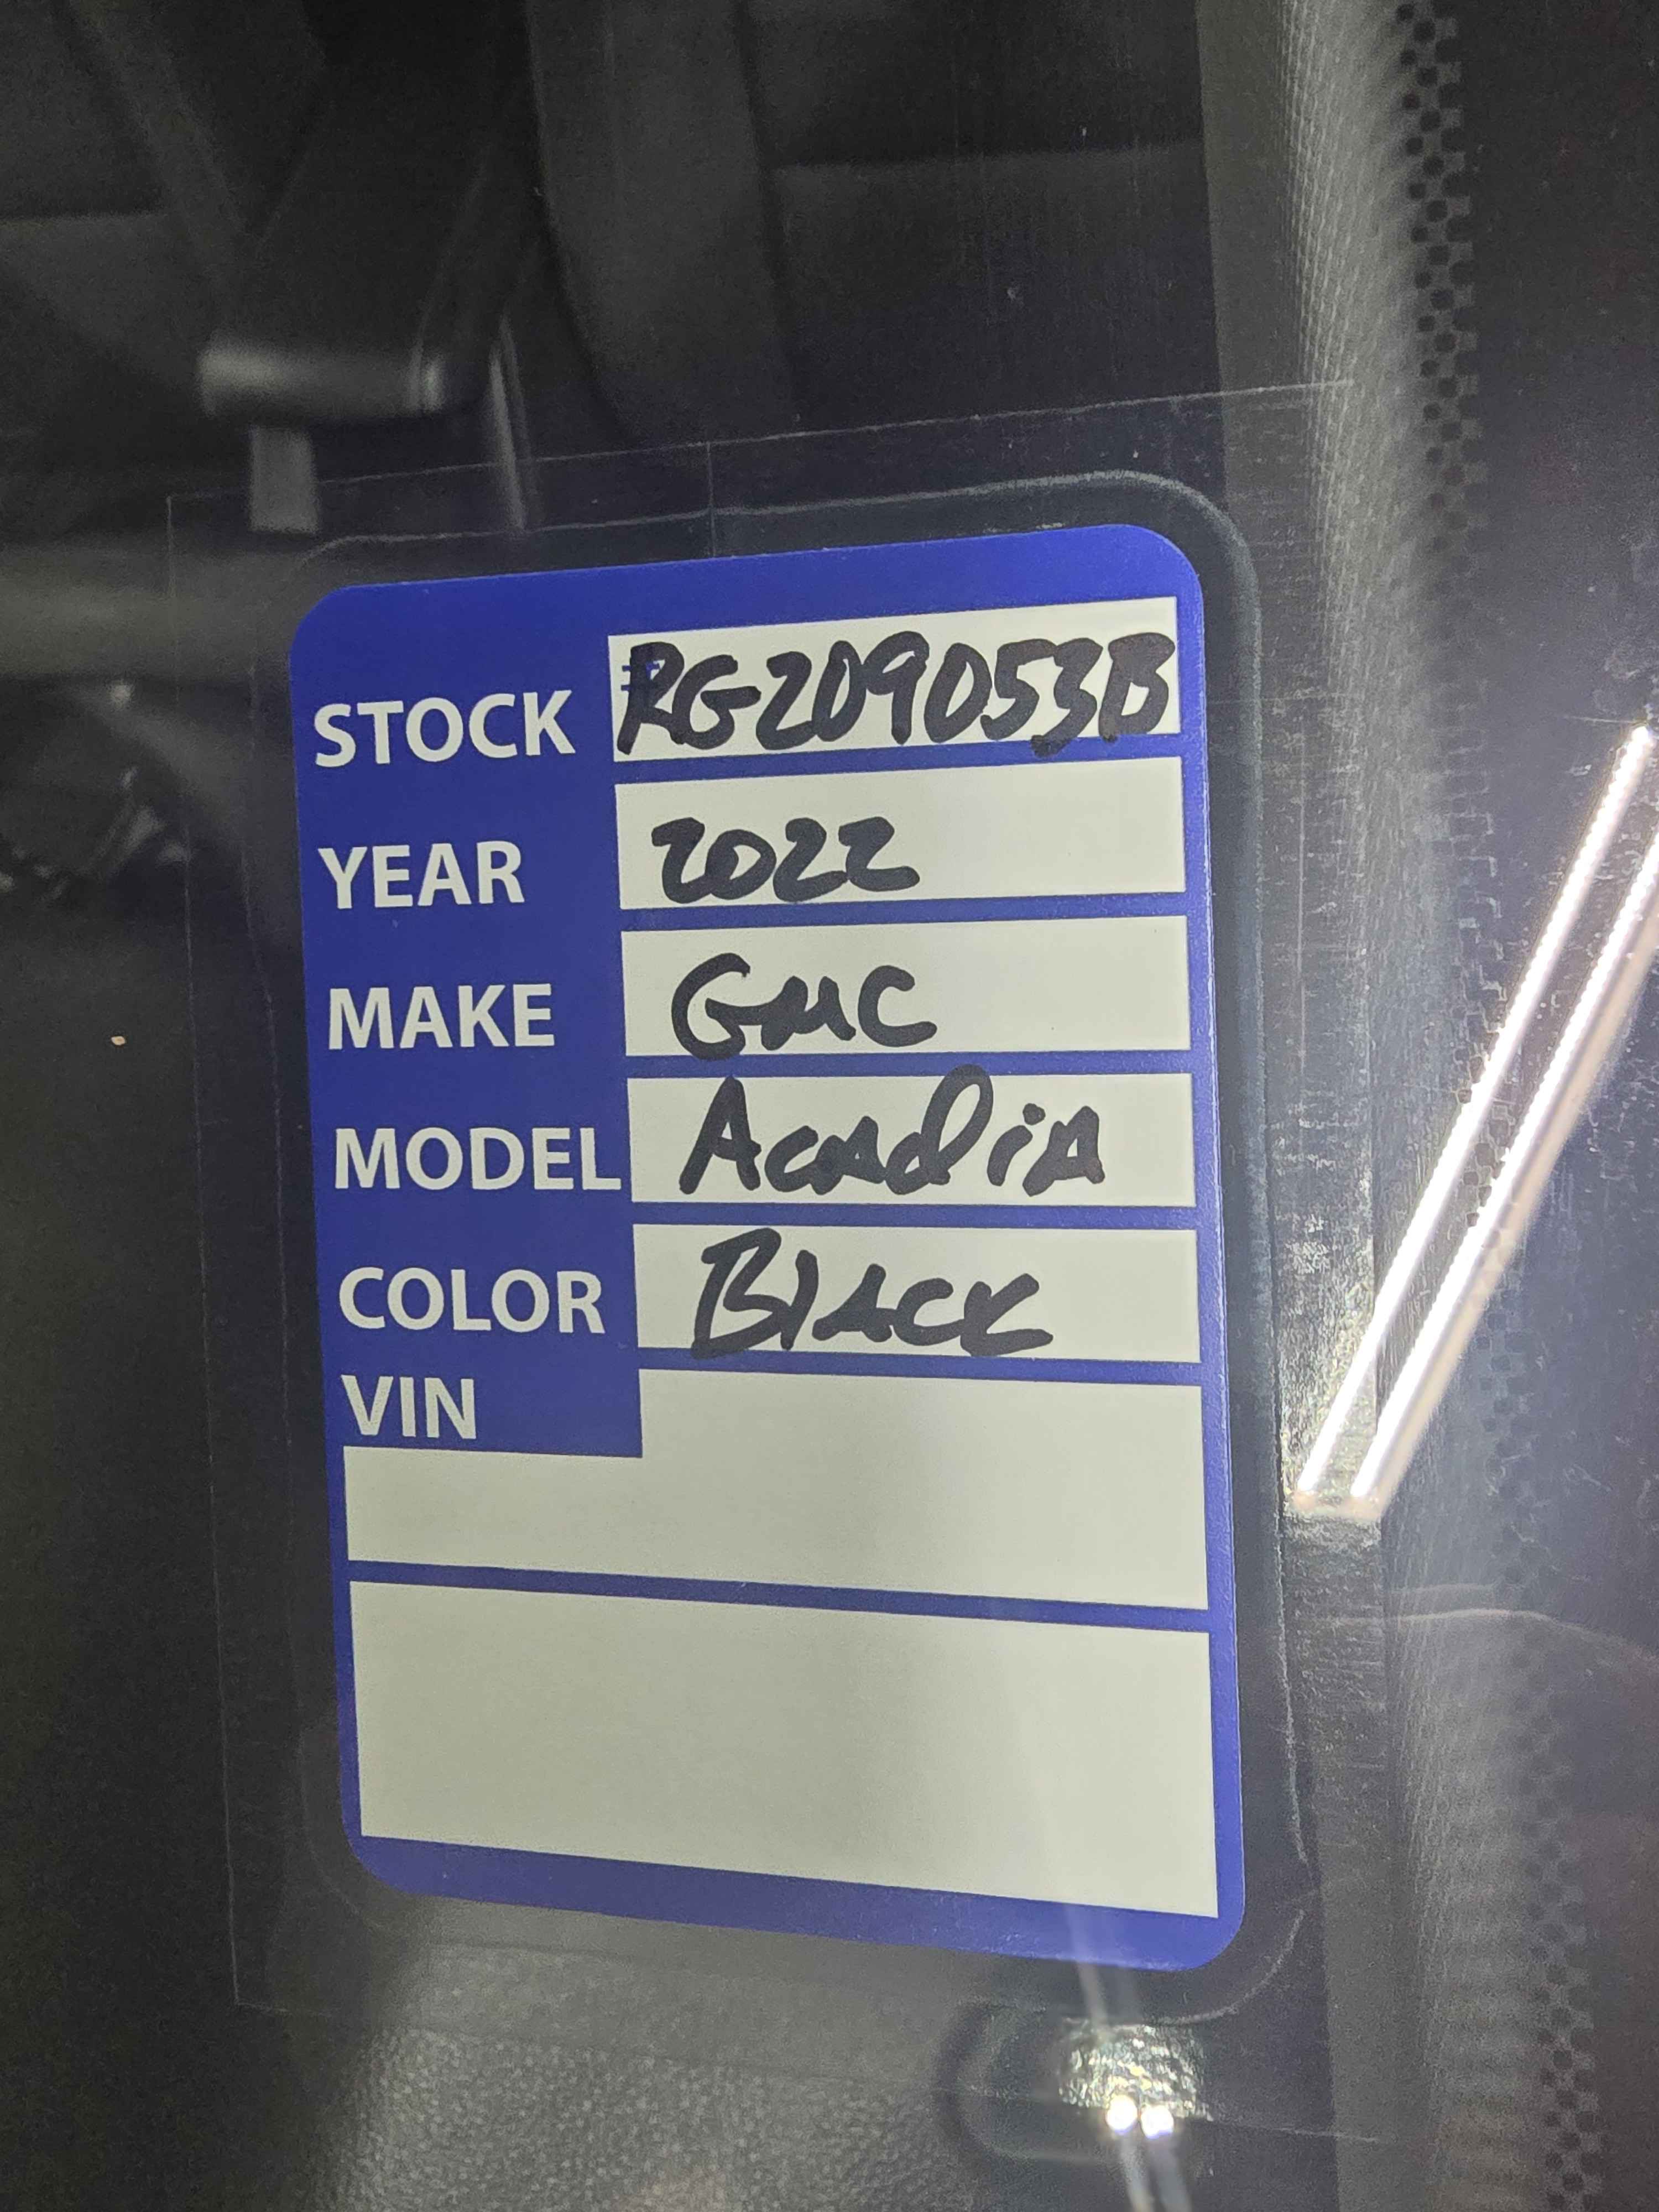 STOCK #RG209053B
YEAR 2022
MAKE GMC
MODEL Acadia
COLOR Black
VIN